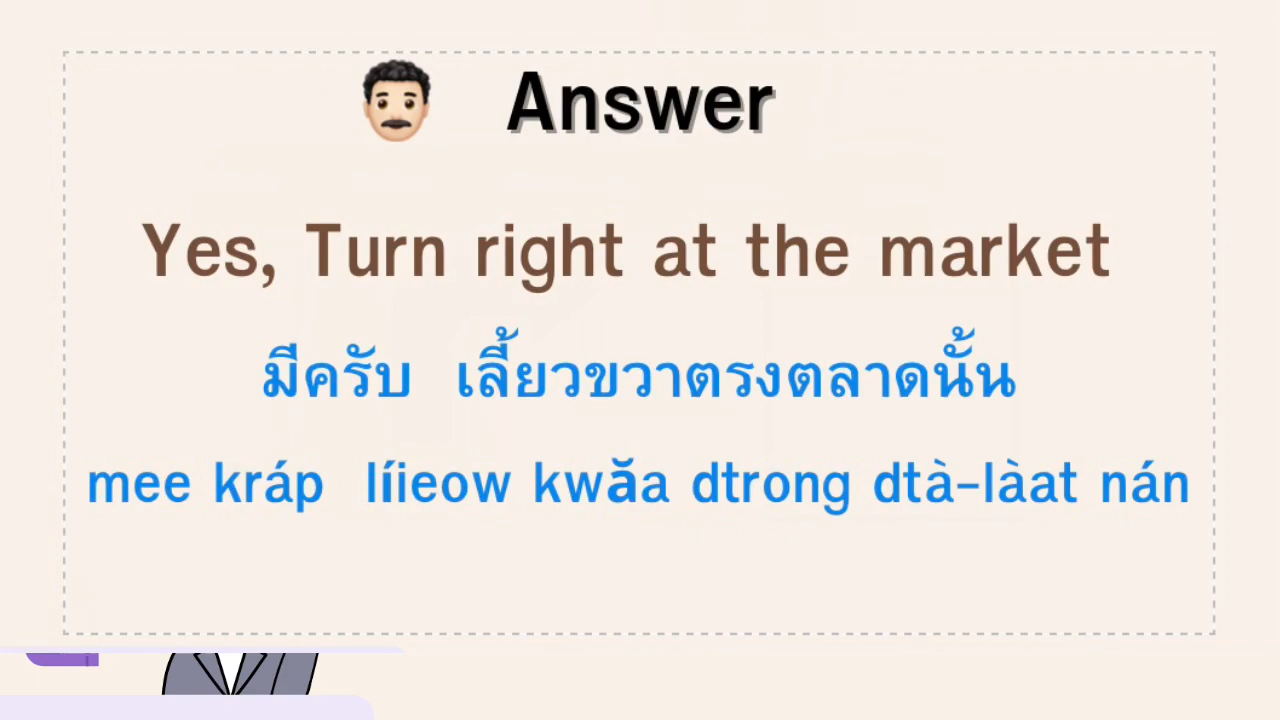 Answer
Yes, Turn right at the market
มีครับ เลี้ยวขวาตรงตลาดนั้น
mee kráp líieow kwăa dtrong dtà-làat nán